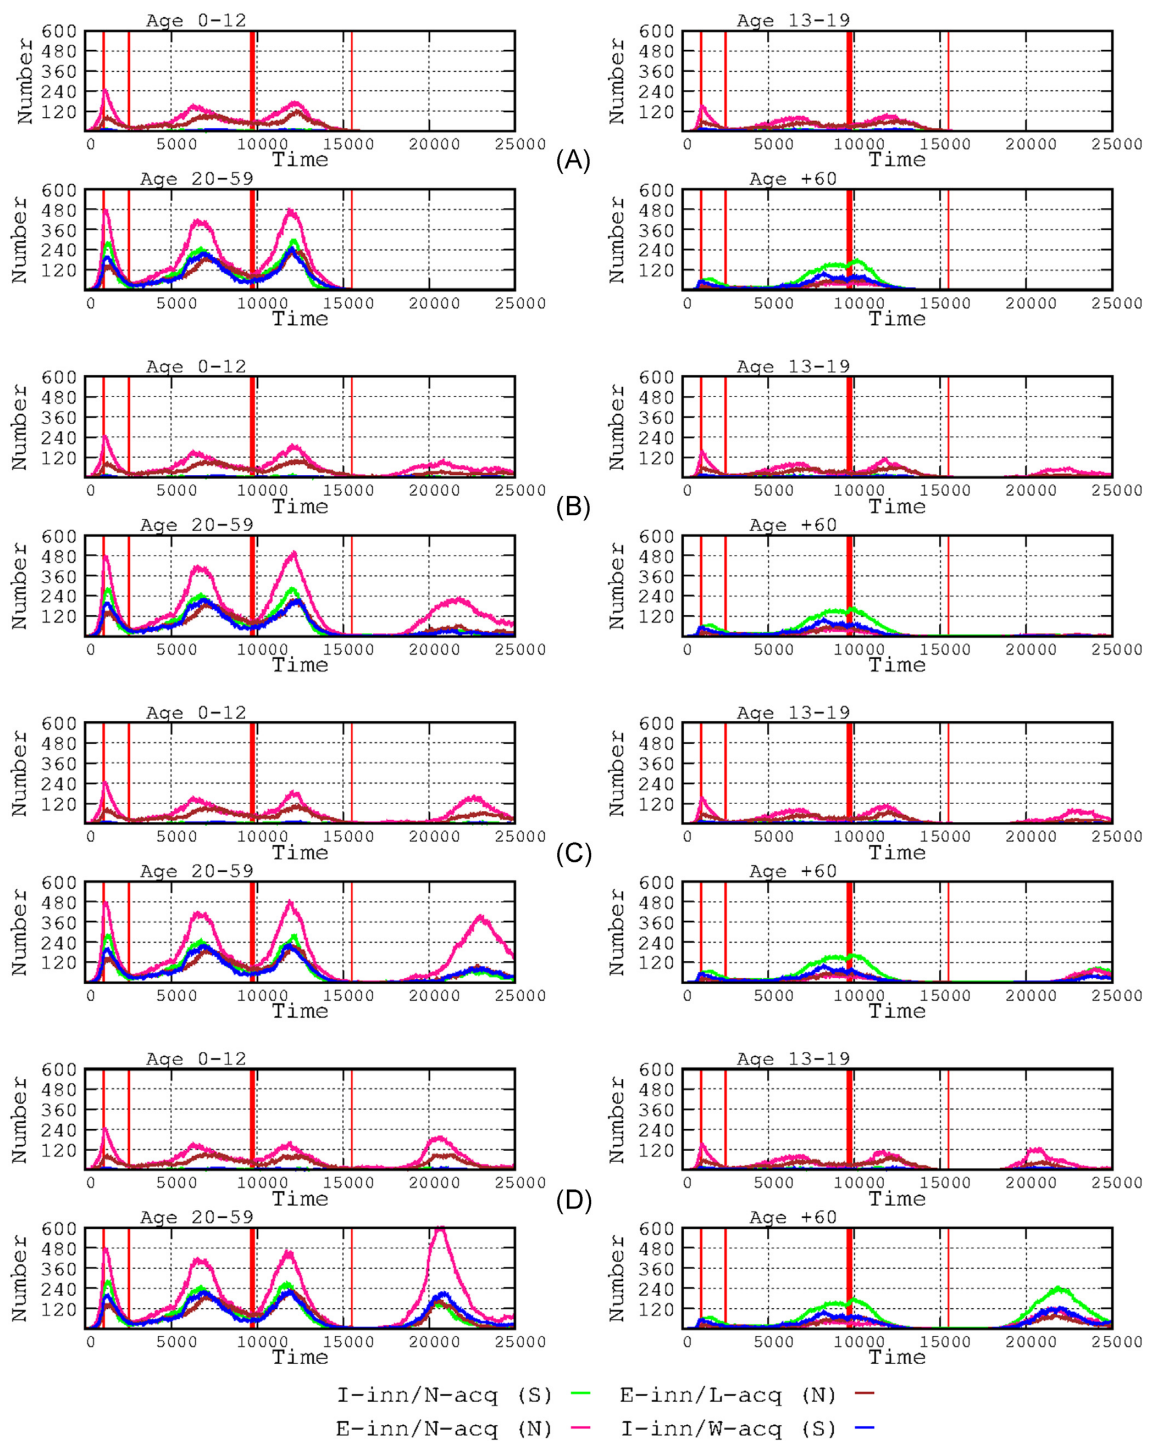 Age 0-12
Age 13-19
600
480
360
240
120
Number
5000 10000 15000 20000 25000
0
Time
600
480
360
240
120
0 5000 10000 15000 20000 25000
Time
(A)
Age 20-59
Age +60
600
480
360
240
120
Number
0 5000 10000 15000 20000 25000
Time
600
480
360
240
120
Number
0 5000 10000 15000 20000 25000
Time
Age 0-12
Age 13-19
600
480
360
240
120
Number
0 5000 10000 15000 20000 25000
Time
600
480
360
240
120
Number
0 5000 10000 15000 20000 25000
Time
(B)
Age 20-59
Age +60
600
480
360
240
120
Number
0 5000 10000 15000 20000 25000
Time
600
480
360
240
120
Number
0 5000 10000 15000 20000 25000
Time
Age 0-12
Age 13-19
600
480
360
240
120
Number
0 5000 10000 15000 20000 25000
Time
600
480
360
240
120
Number
0 5000 10000 15000 20000 25000
Time
(C)
Age 20-59
Age +60
600
480
360
240
120
Number
0 5000 10000 15000 20000 25000
Time
600
480
360
240
120
Number
0 5000 10000 15000 20000 25000
Time
Age 0-12
Age 13-19
600
480
360
240
120
Number
0 5000 10000 15000 20000 25000
Time
600
480
360
240
120
Number
0 5000 10000 15000 20000 25000
Time
(D)
Age 20-59
Age +60
600
480
360
240
120
Number
0 5000 10000 15000 20000 25000
Time
600
480
360
240
120
Number
0 5000 10000 15000 20000 25000
Time
I-inn/N-acq (S) E-inn/L-acq (N)
E-inn/N-acq (N) I-inn/W-acq (S)